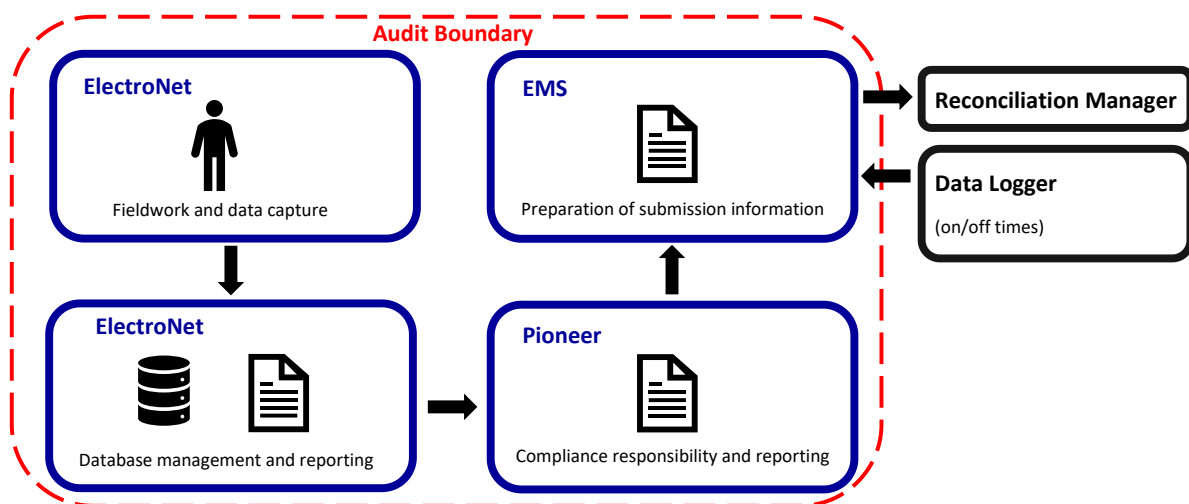 Audit Boundary
ElectroNet
Fieldwork and data capture
EMS
Preparation of submission information
Reconciliation Manager
Data Logger
(on/off times)
ElectroNet
Database management and reporting
Pioneer
Compliance responsibility and reporting